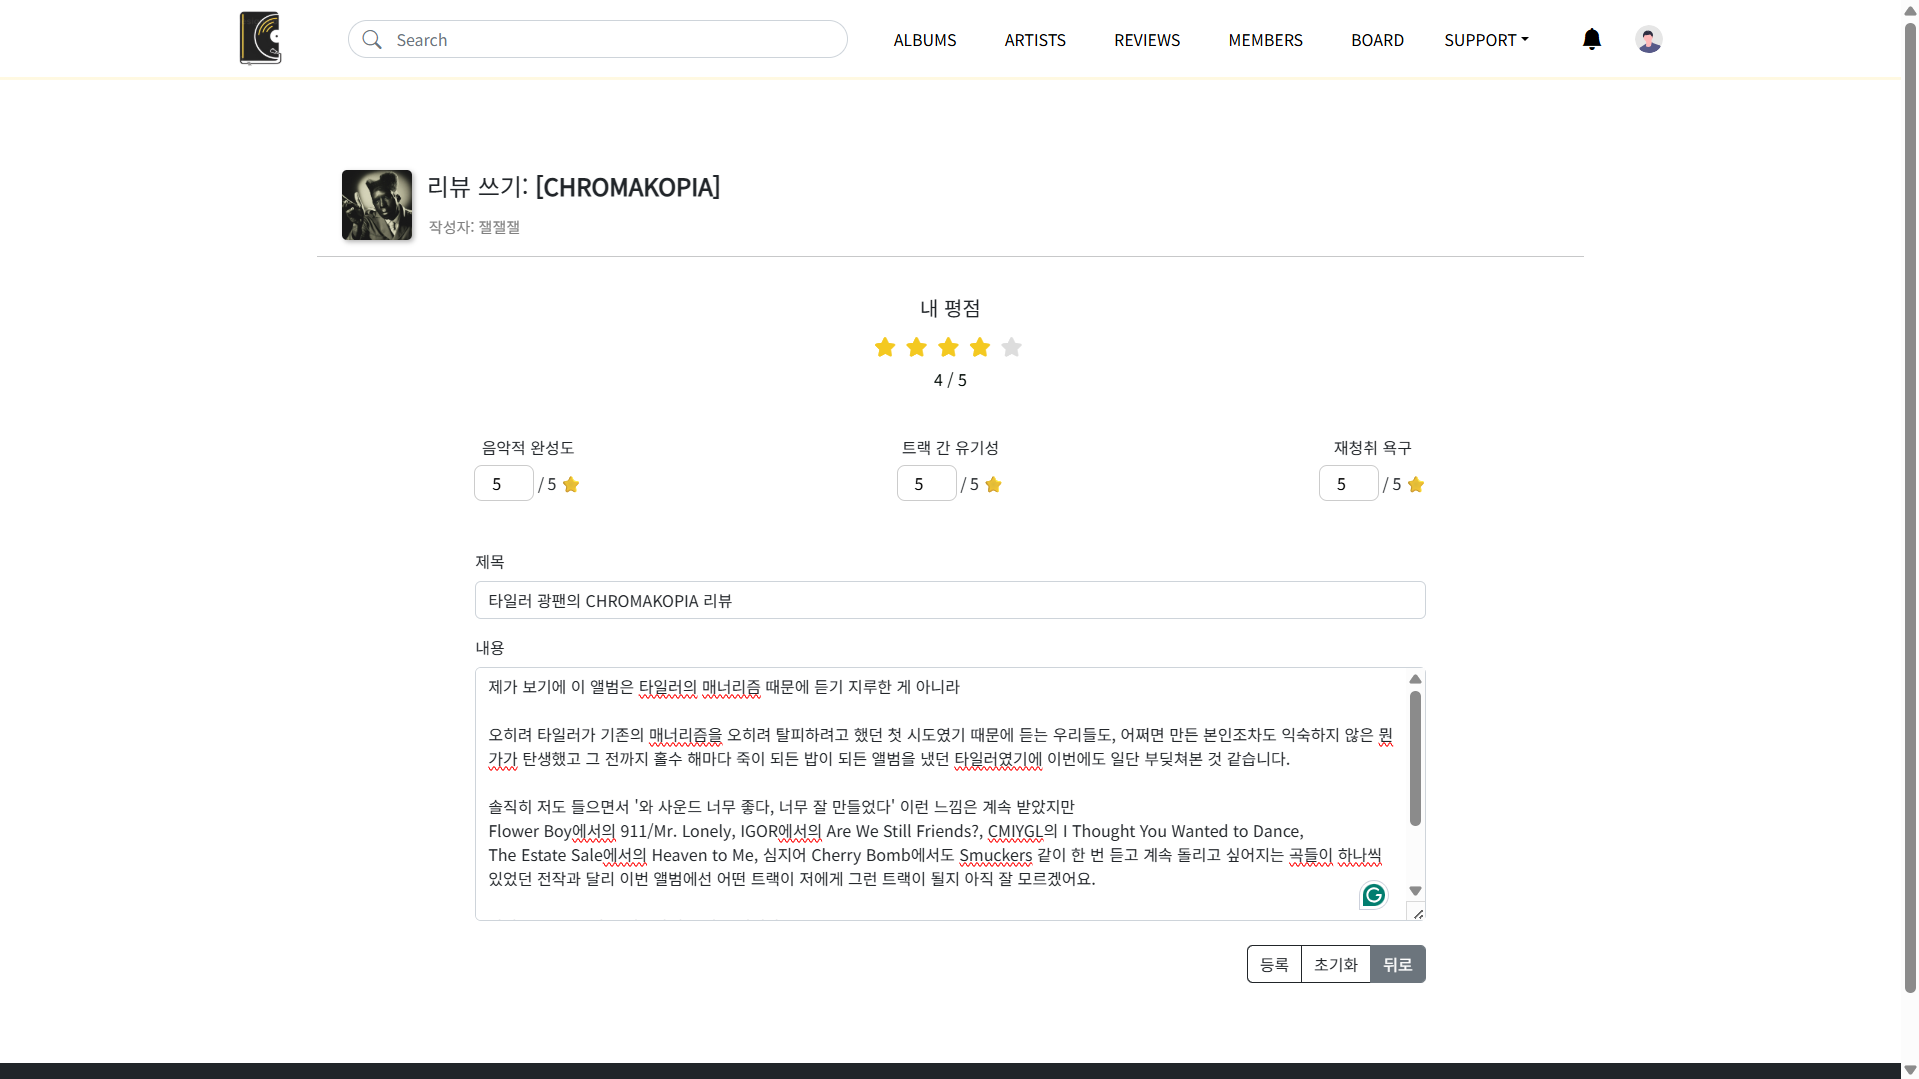 Search
ALBUMS
ARTISTS
REVIEWS
MEMBERS
BOARD
SUPPORT
리뷰 쓰기: [CHROMAKOPIA]
작성자: 잴잴잴
내 평점
4 / 5
음악적 완성도
트랙 간 유기성
재청취 욕구
5 / 5
5 / 5
5 / 5
제목
타일러 광팬의 CHROMAKOPIA 리뷰
내용
제가 보기에 이 앨범은 타일러의 매너리즘 때문에 듣기 지루한 게 아니라
오히려 타일러가 기존의 매너리즘을 오히려 탈피하려고 했던 첫 시도였기 때문에 듣는 우리들도, 어쩌면 만든 본인조차도 익숙하지 않은 뭔
가가 탄생했고 그 전까지 홀수 해마다 죽이 되든 밥이 되든 앨범을 냈던 타일러였기에 이번에도 일단 부딪쳐본 것 같습니다.
솔직히 저도 들으면서 '와 사운드 너무 좋다, 너무 잘 만들었다' 이런 느낌은 계속 받았지만
Flower Boy에서의 911/Mr. Lonely, IGOR에서의 Are We Still Friends?, CMIYGL의 I Thought You Wanted to Dance,
The Estate Sale에서의 Heaven to Me, 심지어 Cherry Bomb에서도 Smuckers 같이 한 번 듣고 계속 돌리고 싶어지는 곡들이 하나씩
있었던 전작과 달리 이번 앨범에선 어떤 트랙이 저에게 그런 트랙이 될지 아직 잘 모르겠어요.
등록
초기화
뒤로